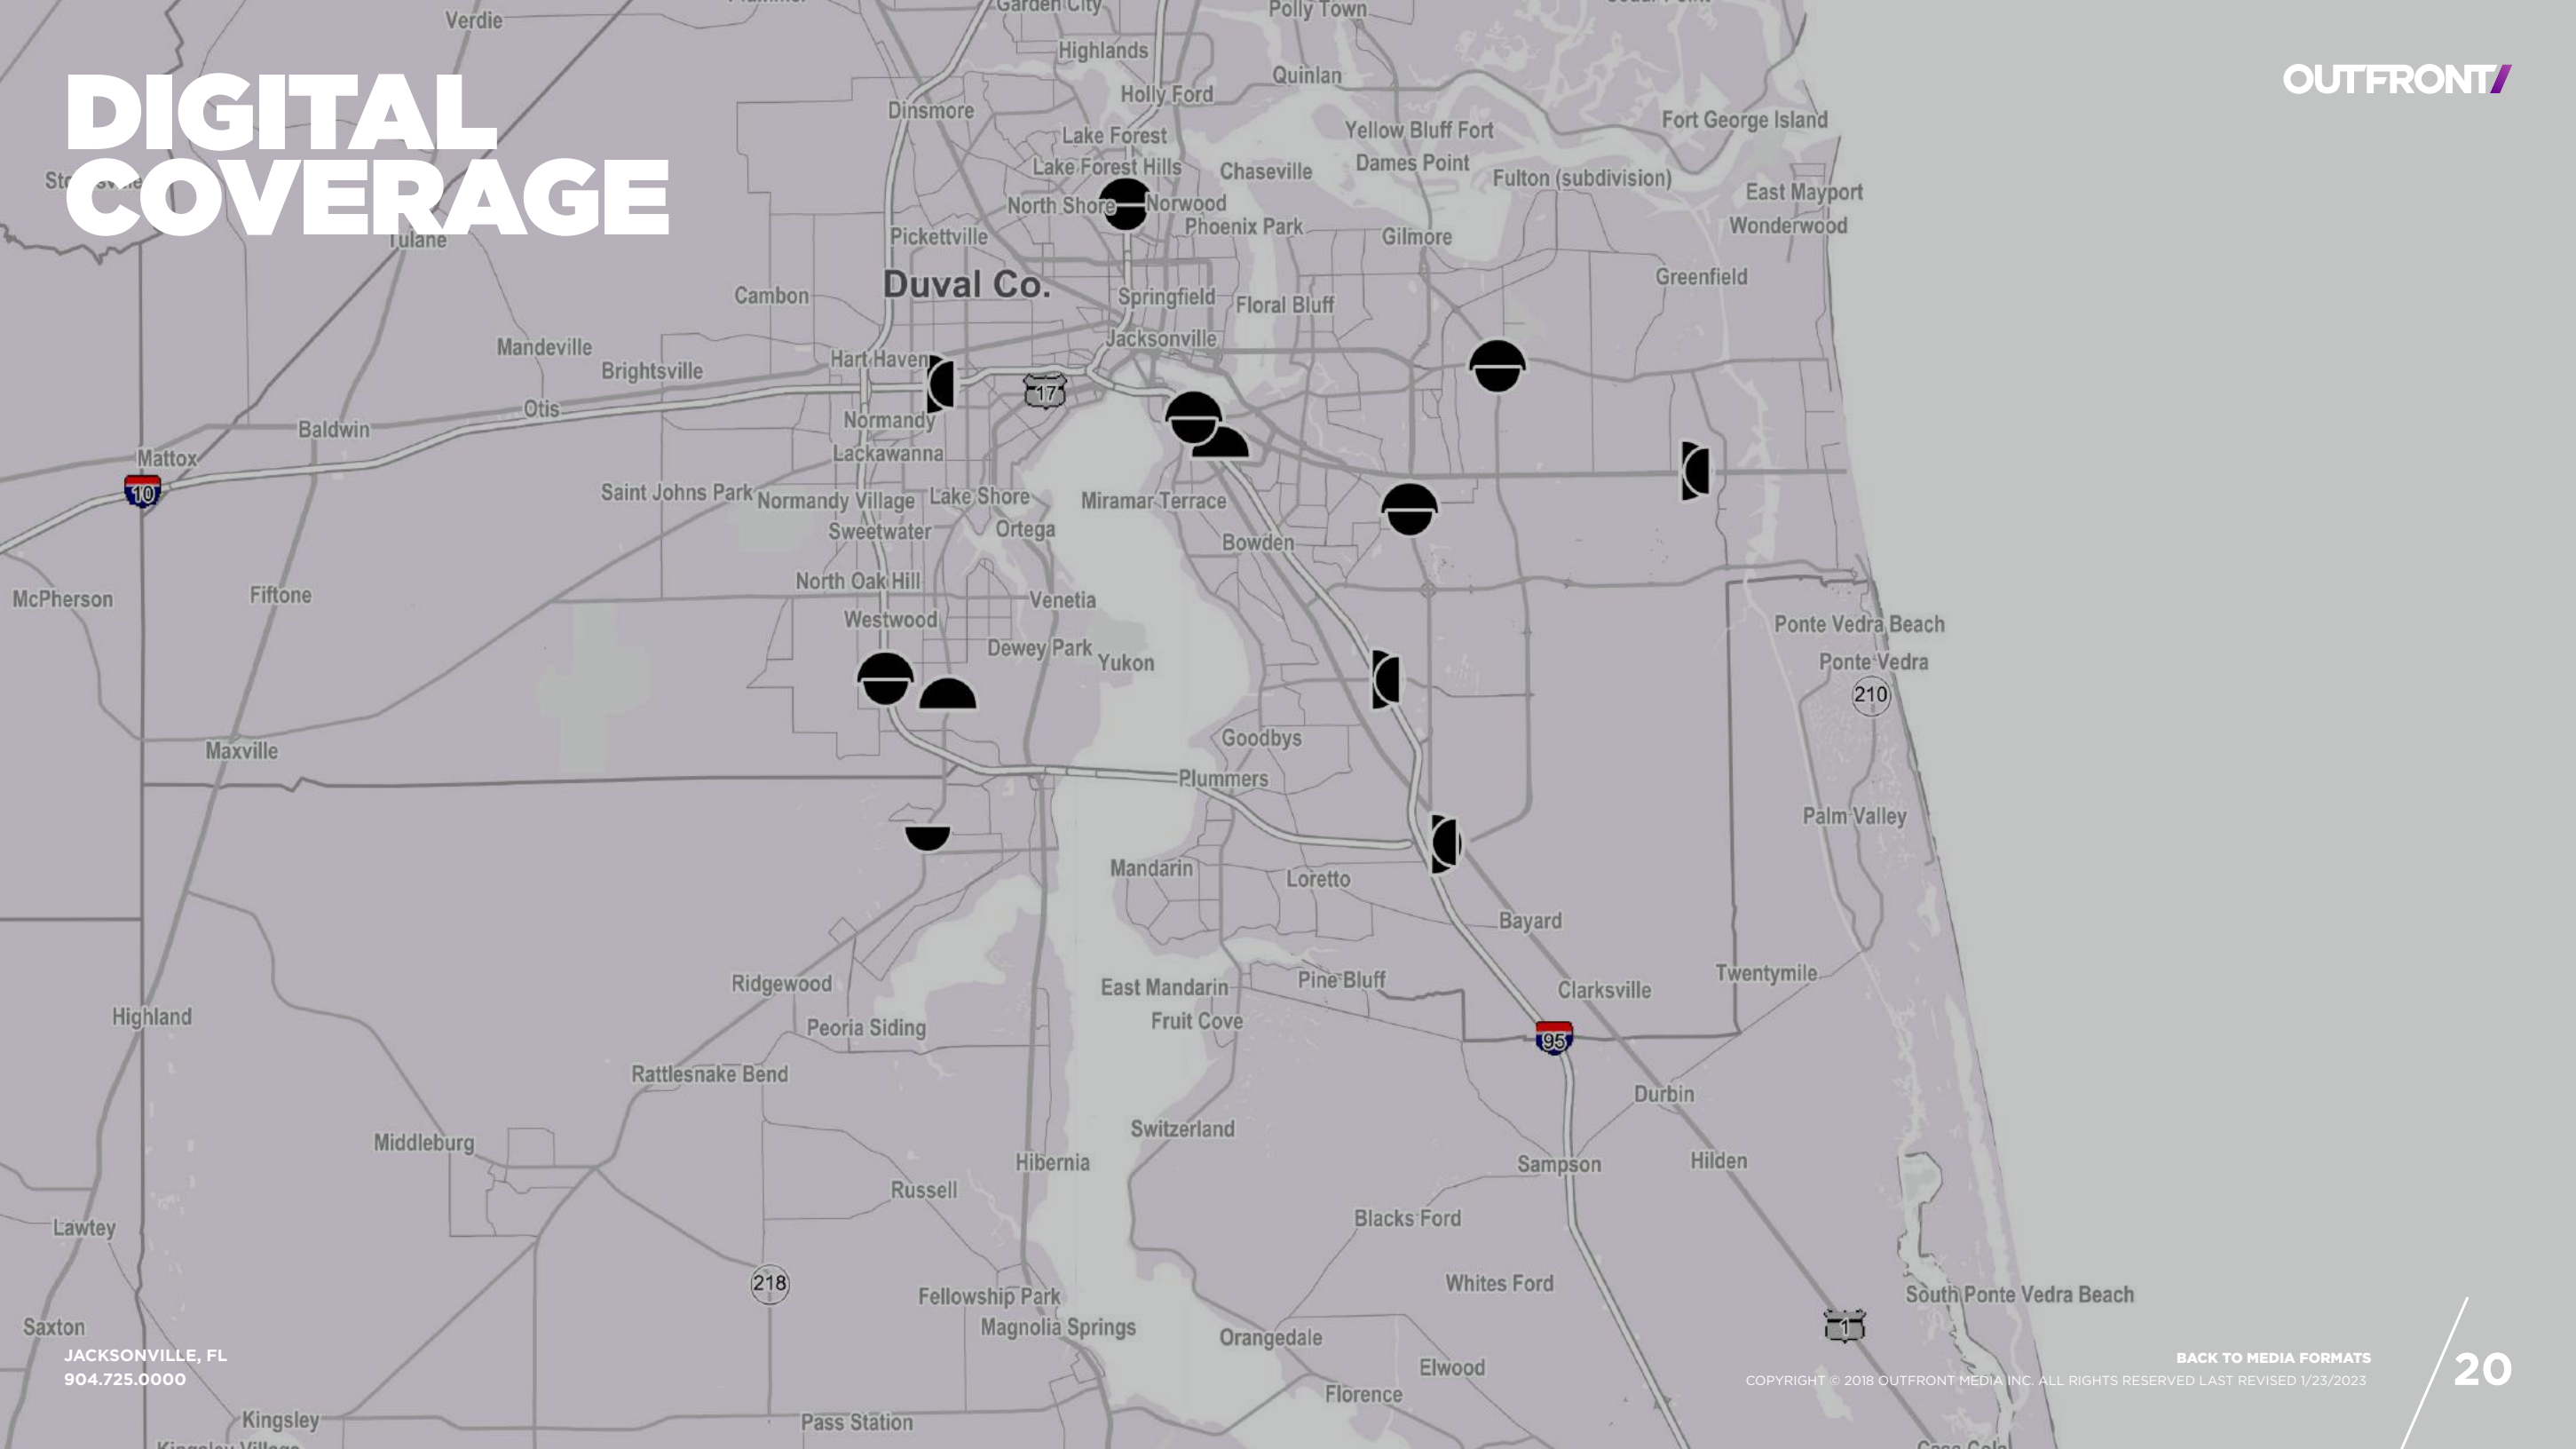 Verdie
Garden City
Polly Town
Highlands
Quinlan
DIGITAL
COVERAGE
OUTFRONT/
Dinsmore
Holly Ford
Lake Forest
Yellow Bluff Fort
Fort George Island
Lake Forest Hills
Chaseville
Dames Point
Fulton (subdivision)
East Mayport
North Shore
Norwood
Phoenix Park
Wonderwood
Tulane
Pickettville
Gilmore
Duval Co.
Greenfield
Cambon
Springfield
Floral Bluff
Jacksonville
Mandeville
Hart Haven
Brightsville
17
Otis
Baldwin
Normandy
Mattox
Lackawanna
10
Saint Johns Park
Normandy Village
Lake Shore
Miramar Terrace
Sweetwater
Ortega
Bowden
North Oak Hill
McPherson
Fiftone
Venetia
Westwood
Ponte Vedra Beach
Dewey Park
Yukon
Ponte Vedra
210
Maxville
Goodbys
Plummers
Palm Valley
Mandarin
Loretto
Bayard
Ridgewood
East Mandarin
Pine Bluff
Clarksville
Twentymile
Highland
Peoria Siding
Fruit Cove
95
Rattlesnake Bend
Durbin
Middleburg
Switzerland
Hibernia
Sampson
Hilden
Russell
Lawtey
Blacks Ford
218
Fellowship Park
Whites Ford
South Ponte Vedra Beach
Saxton
Magnolia Springs
Orangedale
1
JACKSONVILLE, FL
904.725.0000
Elwood
Florence
BACK TO MEDIA FORMATS
COPYRIGHT © 2018 OUTFRONT MEDIA INC. ALL RIGHTS RESERVED LAST REVISED 1/23/2023
20
Kingsley
Pass Station